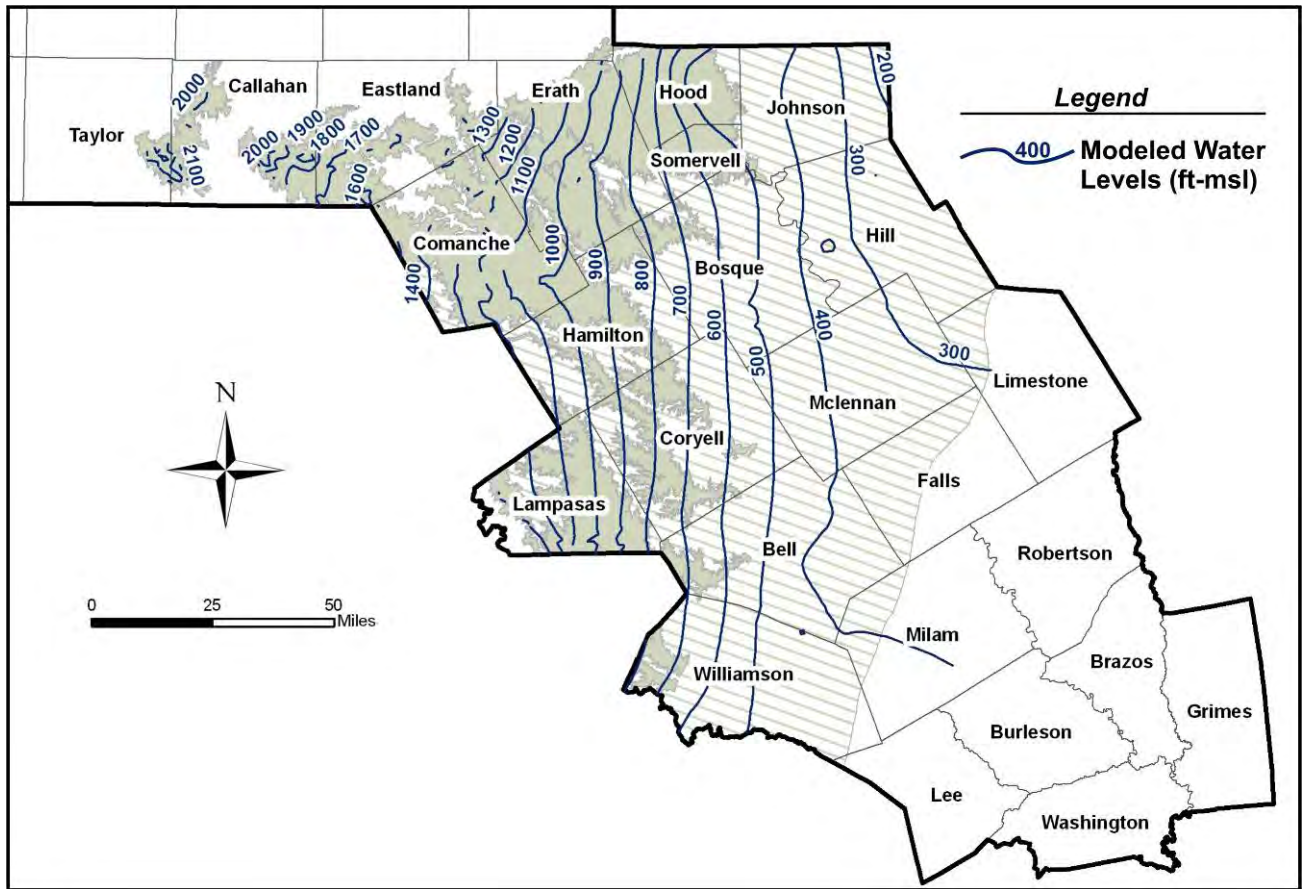 200
Callahan
Eastland
Erath
Hood
Johnson
Legend
2000
Taylor
2100
2000
1900
1800
1700
1600
1300
1200
1100
Somervell
300
400 Modeled Water
Levels (ft-msl)
Hill
Comanche
1400
1000
900
800
Bosque
700
600
500
400
300
Hamilton
Limestone
N
Mclennan
Coryell
Falls
Lampasas
Bell
Robertson
0 25 50
Miles
Milam
Brazos
Williamson
Grimes
Burleson
Lee
Washington